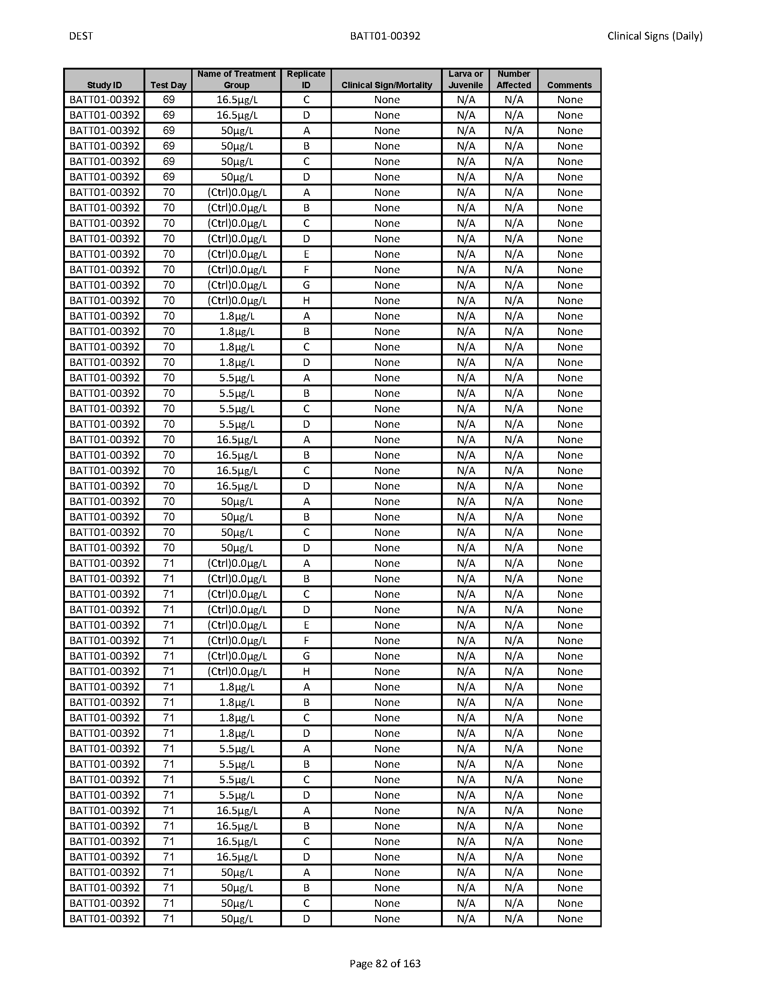 DEST BATT01-00392 Clinical Signs (Daily)
Study ID Test Day Name of Treatment Group Replicate ID Clinical Sign/Mortality Larva or Juvenile Number Affected Comments
BATT01-00392 69 16.5µg/L C None N/A N/A None
BATT01-00392 69 16.5µg/L D None N/A N/A None
BATT01-00392 69 50µg/L A None N/A N/A None
BATT01-00392 69 50µg/L B None N/A N/A None
BATT01-00392 69 50µg/L C None N/A N/A None
BATT01-00392 69 50µg/L D None N/A N/A None
BATT01-00392 70 (Ctrl)0.0µg/L A None N/A N/A None
BATT01-00392 70 (Ctrl)0.0µg/L B None N/A N/A None
BATT01-00392 70 (Ctrl)0.0µg/L C None N/A N/A None
BATT01-00392 70 (Ctrl)0.0µg/L D None N/A N/A None
BATT01-00392 70 (Ctrl)0.0µg/L E None N/A N/A None
BATT01-00392 70 (Ctrl)0.0µg/L F None N/A N/A None
BATT01-00392 70 (Ctrl)0.0µg/L G None N/A N/A None
BATT01-00392 70 (Ctrl)0.0µg/L H None N/A N/A None
BATT01-00392 70 1.8µg/L A None N/A N/A None
BATT01-00392 70 1.8µg/L B None N/A N/A None
BATT01-00392 70 1.8µg/L C None N/A N/A None
BATT01-00392 70 1.8µg/L D None N/A N/A None
BATT01-00392 70 5.5µg/L A None N/A N/A None
BATT01-00392 70 5.5µg/L B None N/A N/A None
BATT01-00392 70 5.5µg/L C None N/A N/A None
BATT01-00392 70 5.5µg/L D None N/A N/A None
BATT01-00392 70 16.5µg/L A None N/A N/A None
BATT01-00392 70 16.5µg/L B None N/A N/A None
BATT01-00392 70 16.5µg/L C None N/A N/A None
BATT01-00392 70 16.5µg/L D None N/A N/A None
BATT01-00392 70 50µg/L A None N/A N/A None
BATT01-00392 70 50µg/L B None N/A N/A None
BATT01-00392 70 50µg/L C None N/A N/A None
BATT01-00392 70 50µg/L D None N/A N/A None
BATT01-00392 71 (Ctrl)0.0µg/L A None N/A N/A None
BATT01-00392 71 (Ctrl)0.0µg/L B None N/A N/A None
BATT01-00392 71 (Ctrl)0.0µg/L C None N/A N/A None
BATT01-00392 71 (Ctrl)0.0µg/L D None N/A N/A None
BATT01-00392 71 (Ctrl)0.0µg/L E None N/A N/A None
BATT01-00392 71 (Ctrl)0.0µg/L F None N/A N/A None
BATT01-00392 71 (Ctrl)0.0µg/L G None N/A N/A None
BATT01-00392 71 (Ctrl)0.0µg/L H None N/A N/A None
BATT01-00392 71 1.8µg/L A None N/A N/A None
BATT01-00392 71 1.8µg/L B None N/A N/A None
BATT01-00392 71 1.8µg/L C None N/A N/A None
BATT01-00392 71 1.8µg/L D None N/A N/A None
BATT01-00392 71 5.5µg/L A None N/A N/A None
BATT01-00392 71 5.5µg/L B None N/A N/A None
BATT01-00392 71 5.5µg/L C None N/A N/A None
BATT01-00392 71 5.5µg/L D None N/A N/A None
BATT01-00392 71 16.5µg/L A None N/A N/A None
BATT01-00392 71 16.5µg/L B None N/A N/A None
BATT01-00392 71 16.5µg/L C None N/A N/A None
BATT01-00392 71 16.5µg/L D None N/A N/A None
BATT01-00392 71 50µg/L A None N/A N/A None
BATT01-00392 71 50µg/L B None N/A N/A None
BATT01-00392 71 50µg/L C None N/A N/A None
BATT01-00392 71 50µg/L D None N/A N/A None
Page 82 of 163